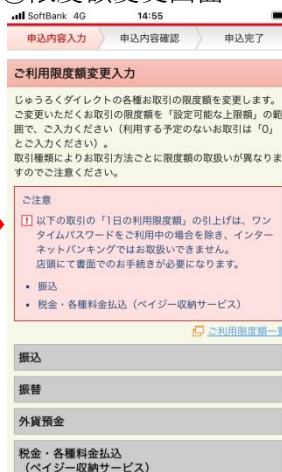 ②限度額変更画面
SoftBank 4G 14:55
申込内容入力 申込内容確認 申込完了
ご利用限度額変更入力
じゅうろくダイレクトの各種お取引の限度額を変更します。
ご変更いただくお取引の限度額を「設定可能な上限額」の範
囲で、ご入力ください（利用する予定のないお取引は「0」
とご入力ください）。
取引種類によりお取引方法ごとに限度額の取扱いが異なりま
すのでご注意ください。
ご注意
以下の取引の「1日の利用限度額」の引上げは、ワン
タイムパスワードをご利用中の場合を除き、インター
ネットバンキングではお取扱いできません。
店頭にて書面でのお手続きが必要になります。
• 振込
• 税金・各種料金払込（ペイジー収納サービス）
ご利用限度額一覧
振込
振替
外貨預金
税金・各種料金払込
（ペイジー収納サービス）